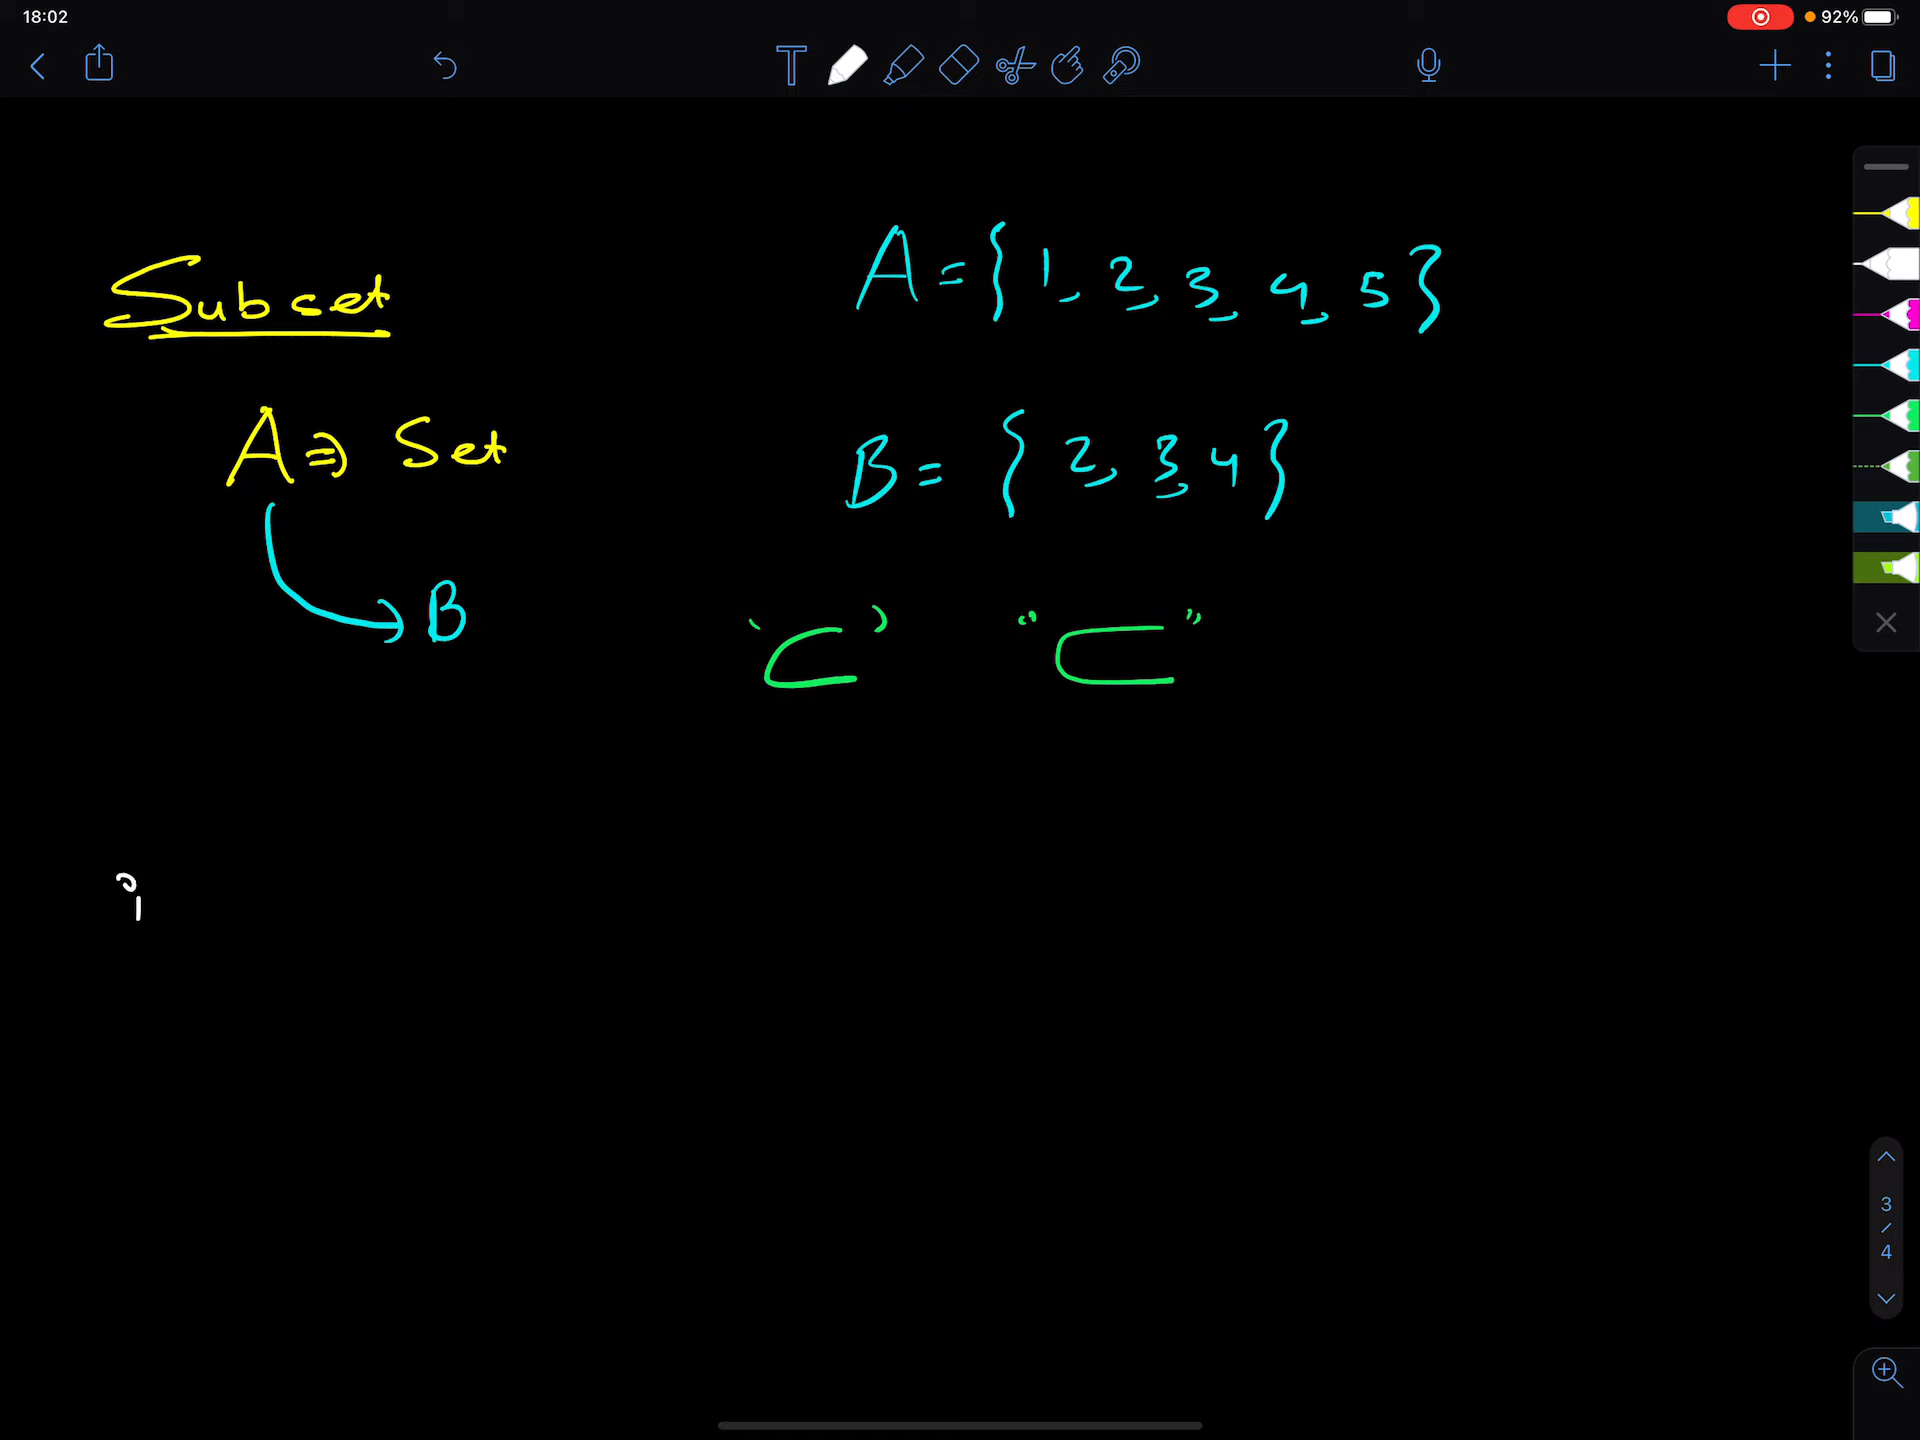 18:02
92%
Subset
A = { 1, 2, 3, 4, 5 }
A ⇒ Set
B = { 2, 3, 4 }
B
'⊂' "⊂"
i
3
/
4